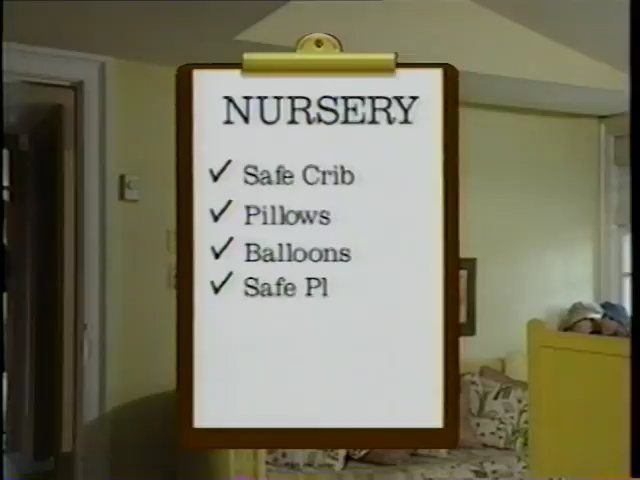 NURSERY
✓ Safe Crib
✓ Pillows
✓ Balloons
✓ Safe Pl